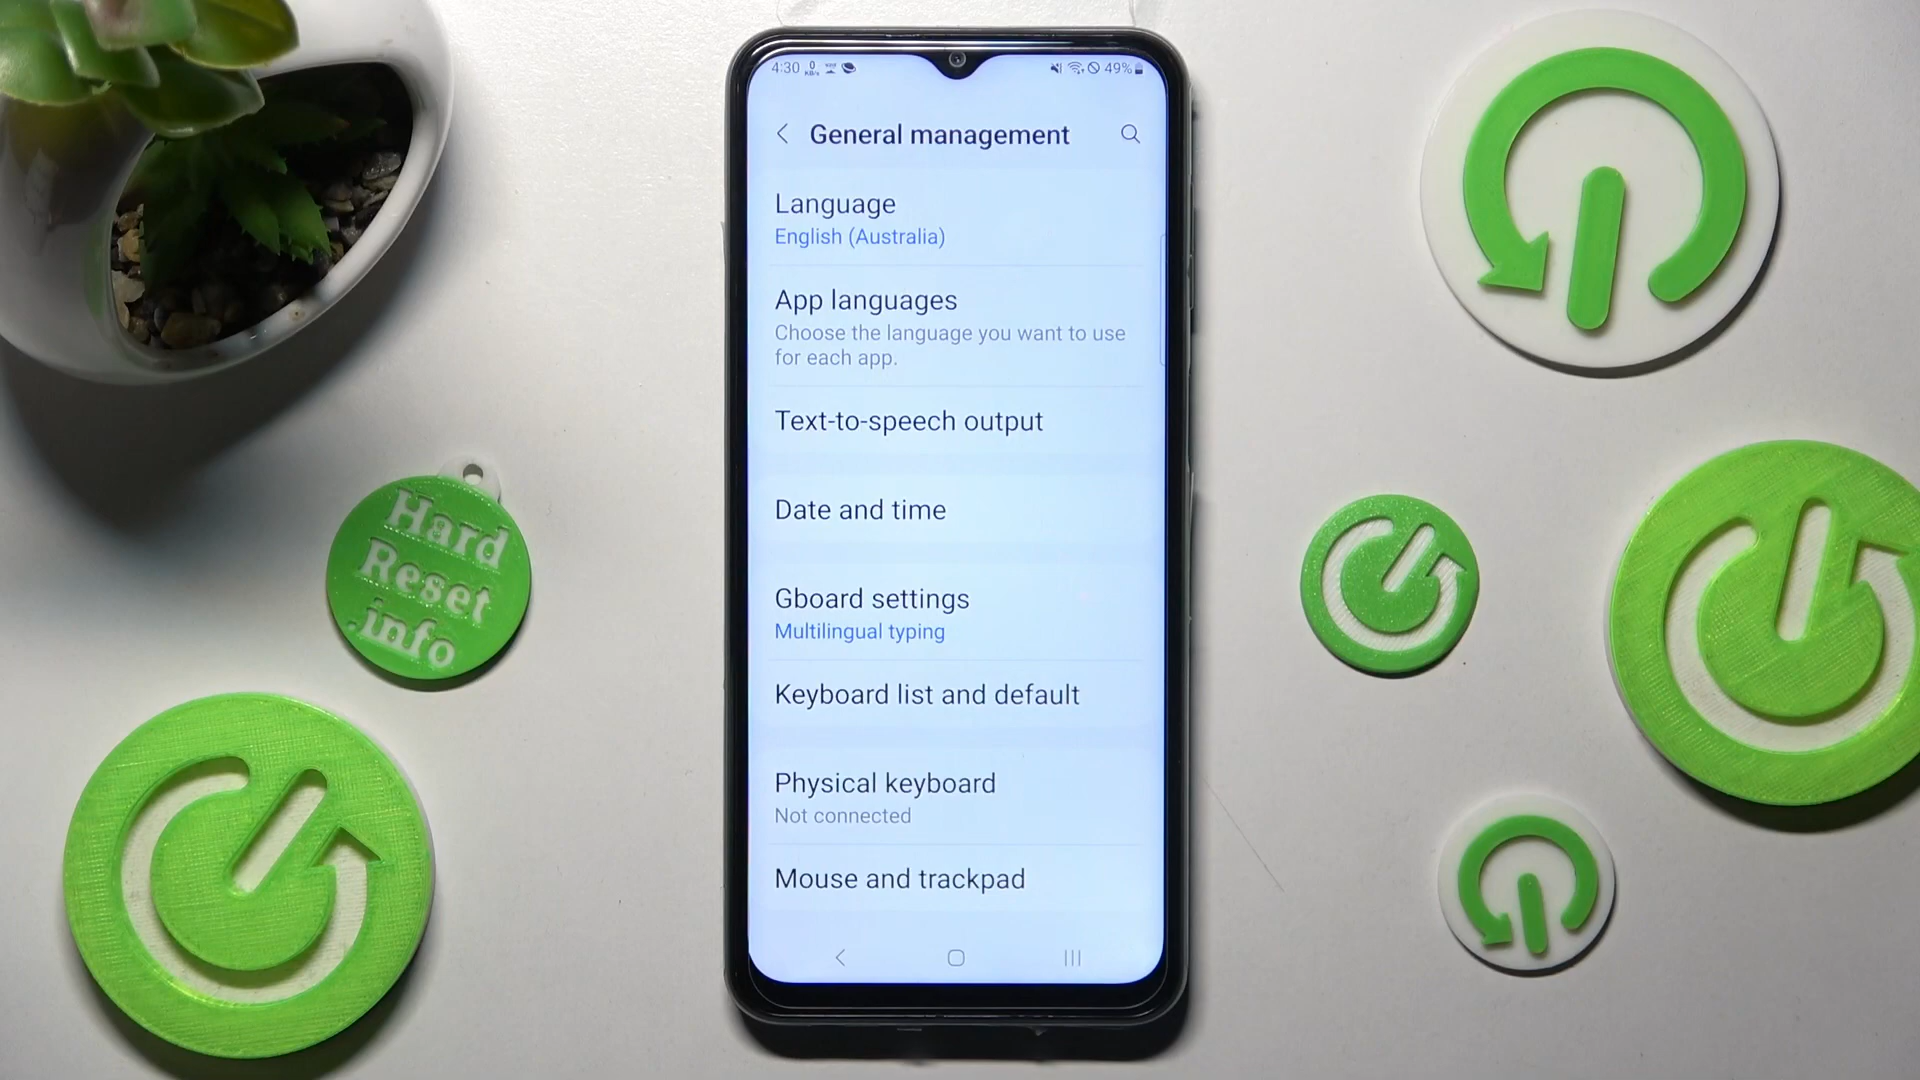 4:30
49%
General management
Language
English (Australia)
App languages
Choose the language you want to use
for each app.
Text-to-speech output
Date and time
Gboard settings
Multilingual typing
Keyboard list and default
Physical keyboard
Not connected
Mouse and trackpad
Hard
Reset
.info